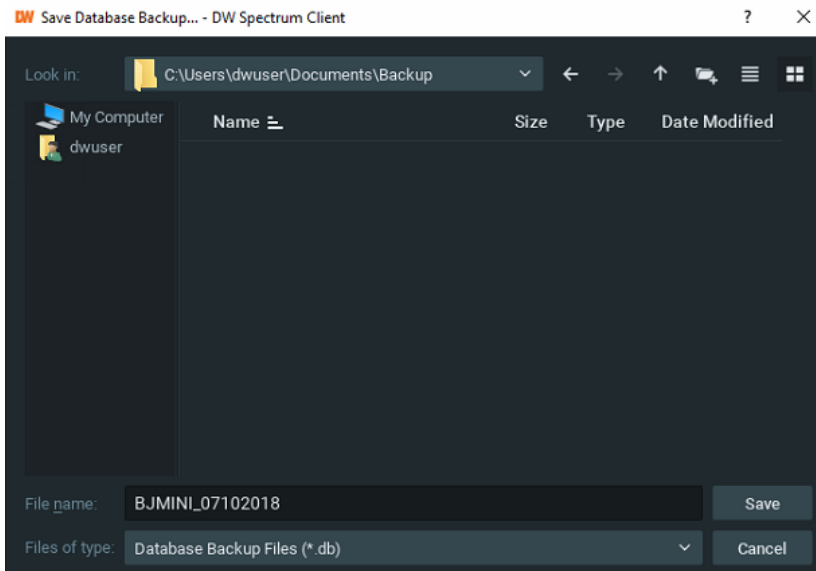 DW Save Database Backup... - DW Spectrum Client ?
Look in: C:\Users\dwuser\Documents\Backup
My Computer
dwuser
Name Size Type Date Modified
File name: BJMINI_07102018 Save
Files of type: Database Backup Files (*.db) Cancel